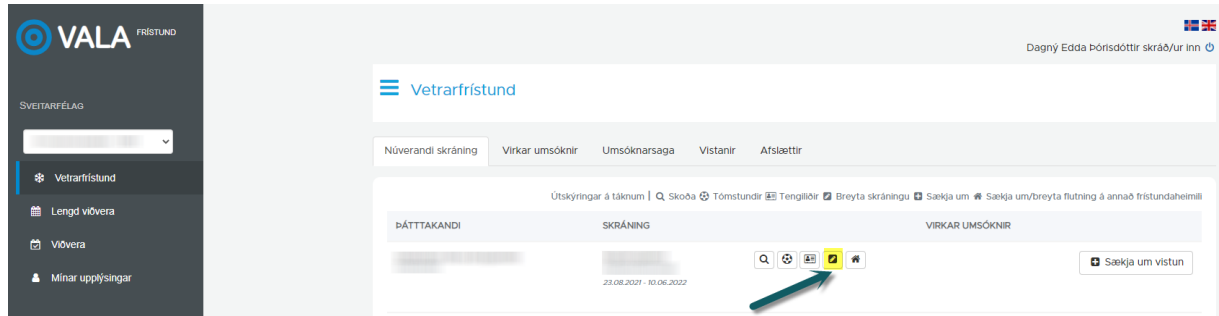 VALA FRÍSTUND
Dagný Edda Þórisdóttir skráð/ur inn
SVEITARFÉLAG
Vetrarfrístund
Lengd viðvera
Viðvera
Mínar upplýsingar
Vetrarfrístund
Núverandi skráning Virkar umsóknir Umsóknarsaga Vistanir Afslættir
Útskýringar á táknum | Skoða Tómstundir Tengiliðir Breyta skráningu Sækja um Sækja um/breyta flutning á annað frístundaheimili
ÞÁTTTAKANDI SKRÁNING VIRKAR UMSÓKNIR
Sækja um vistun
23.08.2021 - 10.06.2022